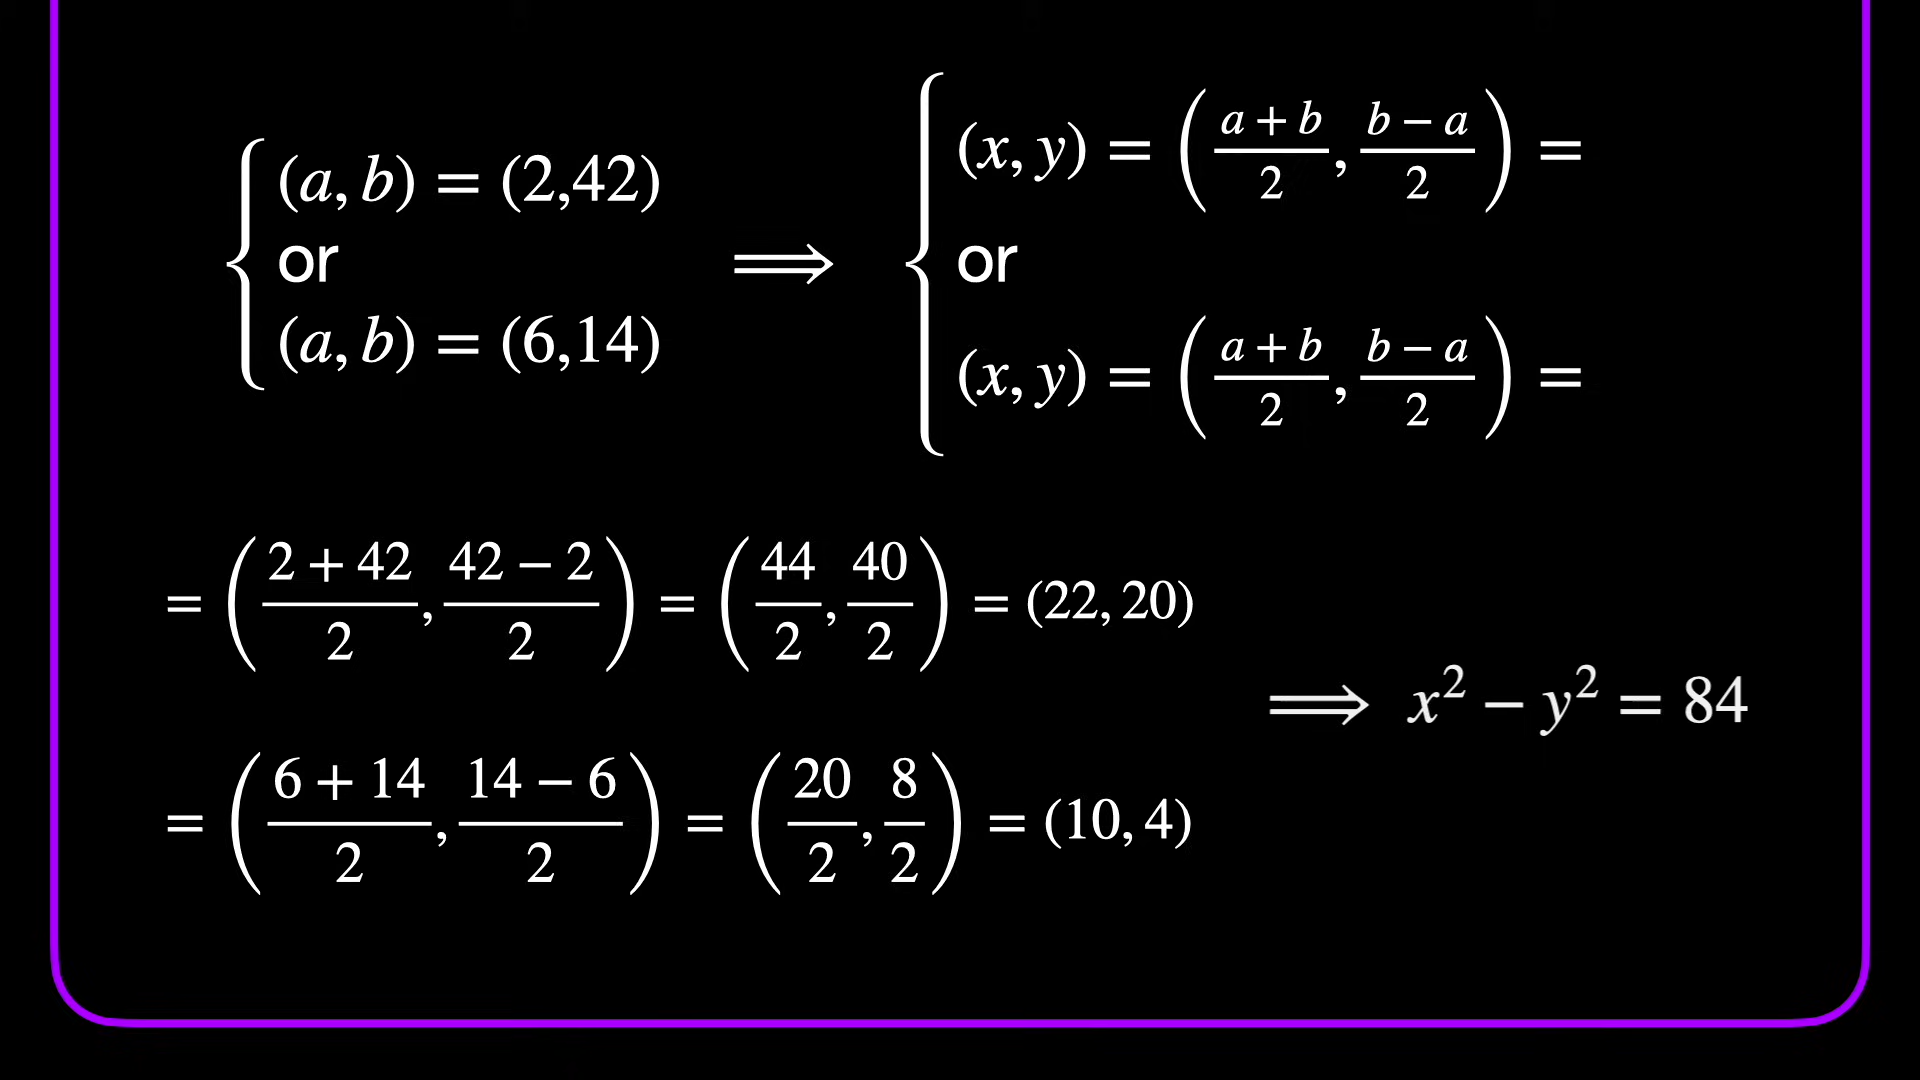 (a, b) = (2,42)
or
(a, b) = (6,14)
⟹
(x, y) = ( (a + b)/2 , (b − a)/2 ) =
or
(x, y) = ( (a + b)/2 , (b − a)/2 ) =
= ( (2 + 42)/2 , (42 − 2)/2 ) = ( 44/2 , 40/2 ) = (22, 20)
= ( (6 + 14)/2 , (14 − 6)/2 ) = ( 20/2 , 8/2 ) = (10, 4)
⟹ x² − y² = 84